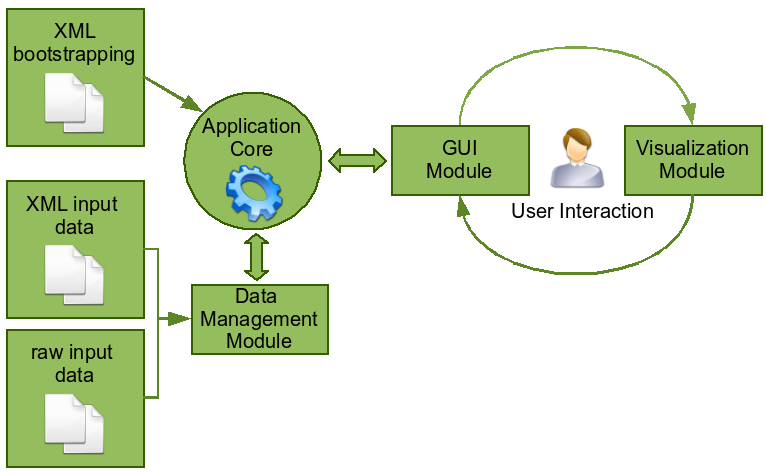 XML
bootstrapping
Application
Core
GUI
Module
Visualization
Module
User Interaction
XML input
data
Data
Management
Module
raw input
data